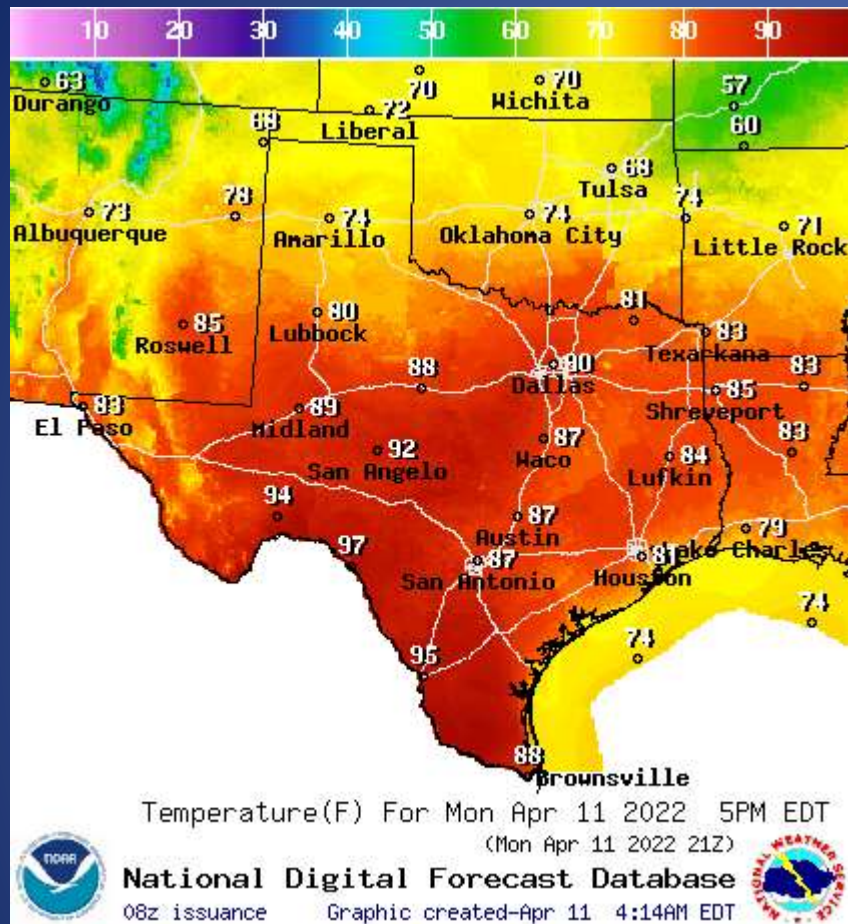 10 20 30 40 50 60 70 80 90
63
Durango
70
70
Wichita
57
72
Liberal
60
68
Tulsa
73
Albuquerque
78
74
Amarillo
74
Oklahoma City
74
71
Little Rock
85
Roswell
80
Lubbock
81
83
Texarkana
90
Dallas
88
85
Shreveport
83
83
El Paso
89
Midland
87
Waco
92
San Angelo
84
Lufkin
83
94
87
Austin
79
Lake Charles
97
87
San Antonio
81
Houston
74
74
88
Brownsville
Temperature(F) For Mon Apr 11 2022 5PM EDT
(Mon Apr 11 2022 21Z)
NOAA
NATIONAL WEATHER SERVICE
National Digital Forecast Database
08z issuance Graphic created-Apr 11 4:14AM EDT